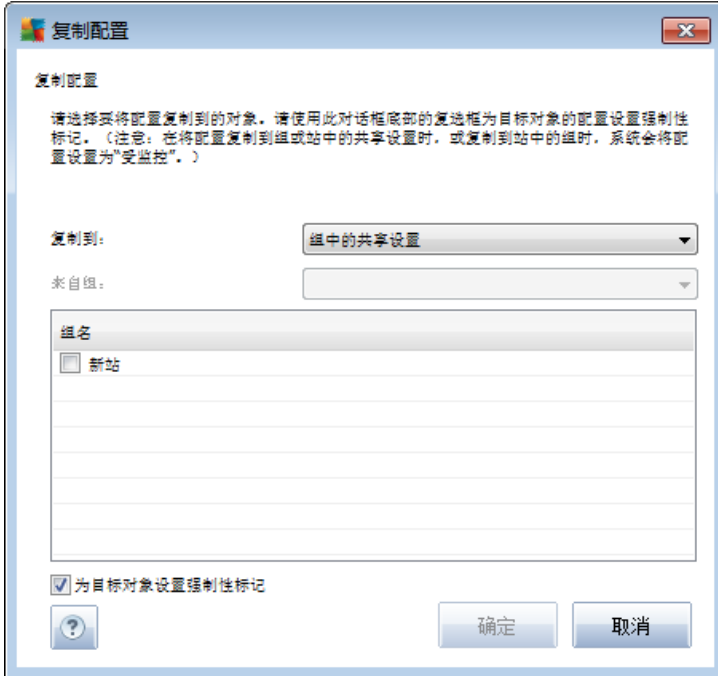 复制配置
复制配置
请选择要将配置复制到的对象。请使用此对话框底部的复选框为目标对象的配置设置强制性
标记。（注意：在将配置复制到组或站中的共享设置时，或复制到站中的组时，系统会将配
置设置为“受监控”。）
复制到： 组中的共享设置
来自组：
组名
新站
为目标对象设置强制性标记
? 确定 取消